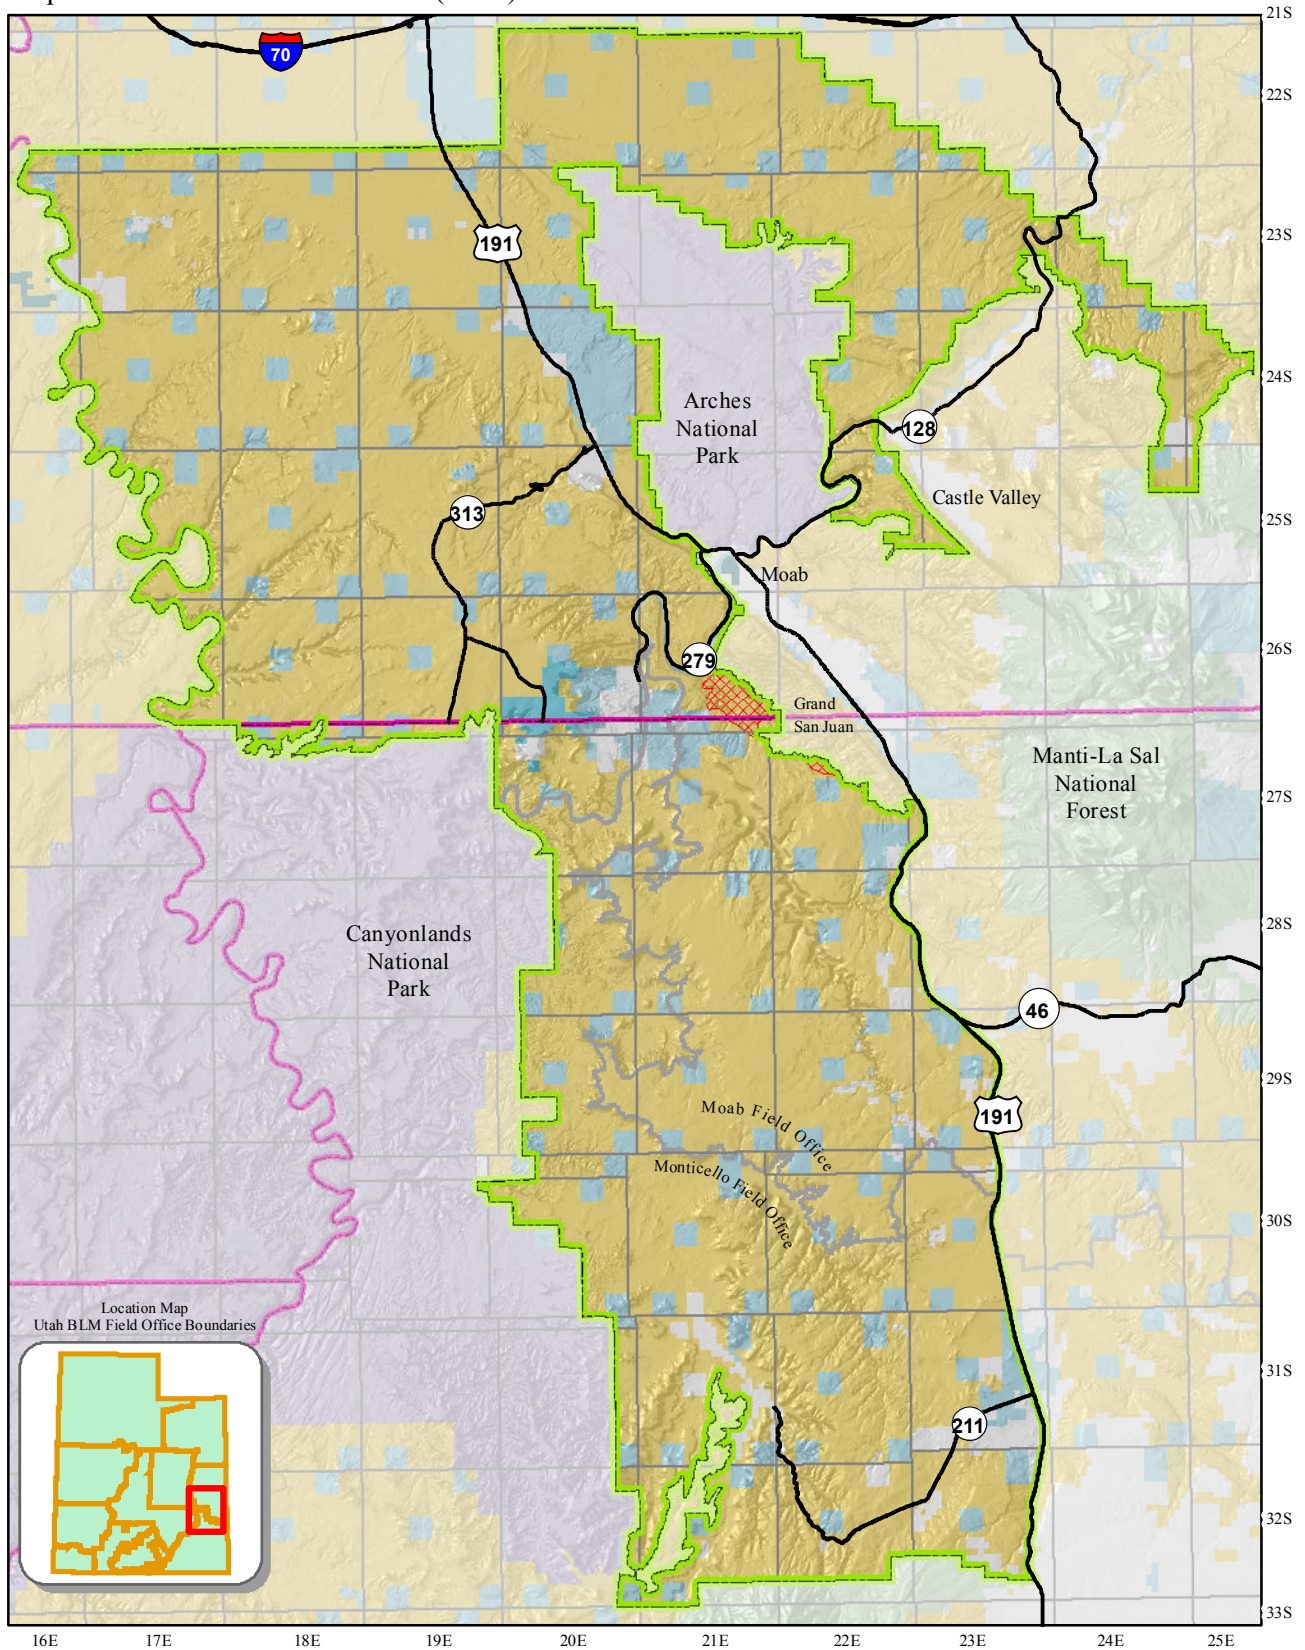 21S
70
22S
191
23S
24S
Arches
National
Park
128
Castle Valley
313
25S
Moab
279
26S
Grand
San Juan
Manti-La Sal
National
Forest
27S
Canyonlands
National
Park
28S
46
29S
Moab Field Office
191
Monticello Field Office
30S
Location Map
Utah BLM Field Office Boundaries
31S
211
32S
33S
16E 17E 18E 19E 20E 21E 22E 23E 24E 25E